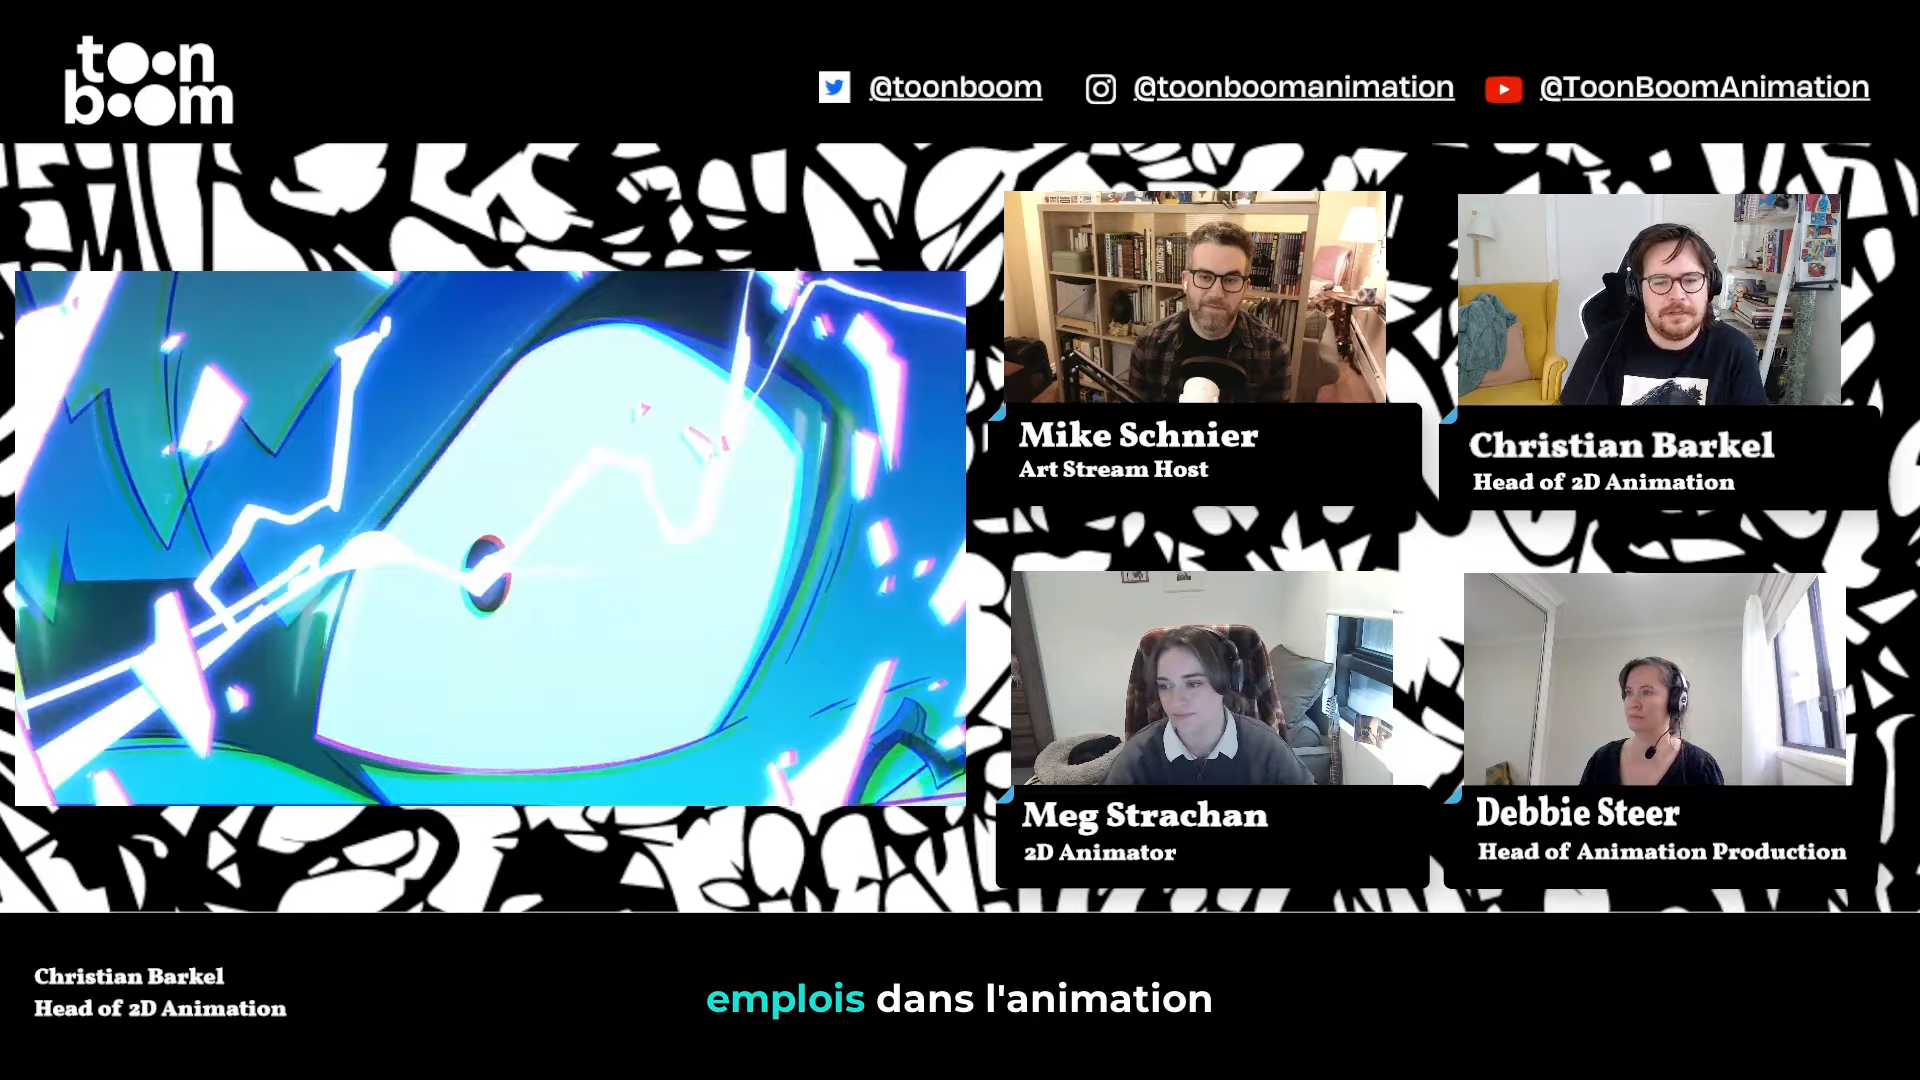 toon
boom
@toonboom
@toonboomanimation
@ToonBoomAnimation
Mike Schnier
Art Stream Host
Christian Barkel
Head of 2D Animation
Meg Strachan
2D Animator
Debbie Steer
Head of Animation Production
Christian Barkel
Head of 2D Animation
emplois dans l'animation